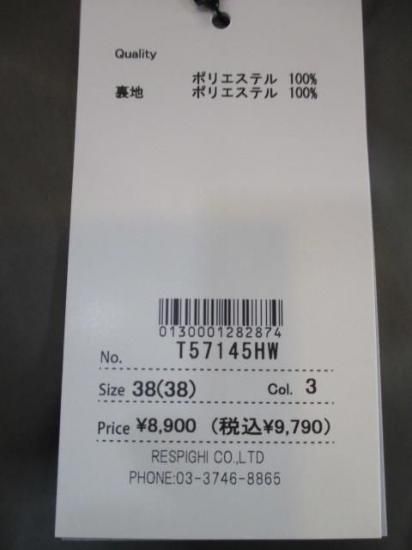 Quality
ポリエステル 100%
裏地 ポリエステル 100%
0130001282874
No. T57145HW
Size 38(38) Col. 3
Price ¥8,900 (税込¥9,790)
RESPIGHI CO.,LTD
PHONE:03-3746-8865